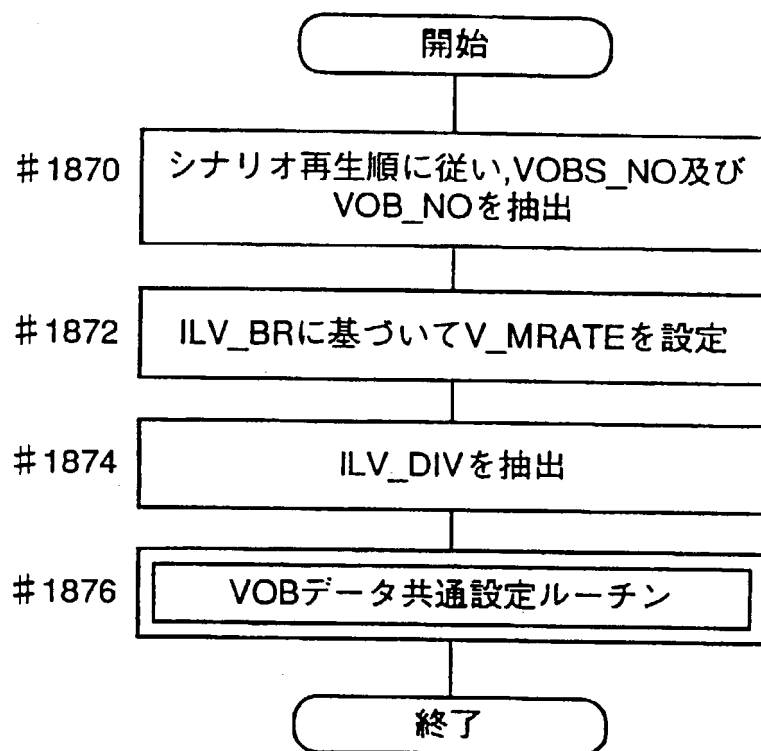 開始
#1870
シナリオ再生順に従い,VOBS_NO及び
VOB_NOを抽出
#1872
ILV_BRに基づいてV_MRATEを設定
#1874
ILV_DIVを抽出
#1876
VOBデータ共通設定ルーチン
終了